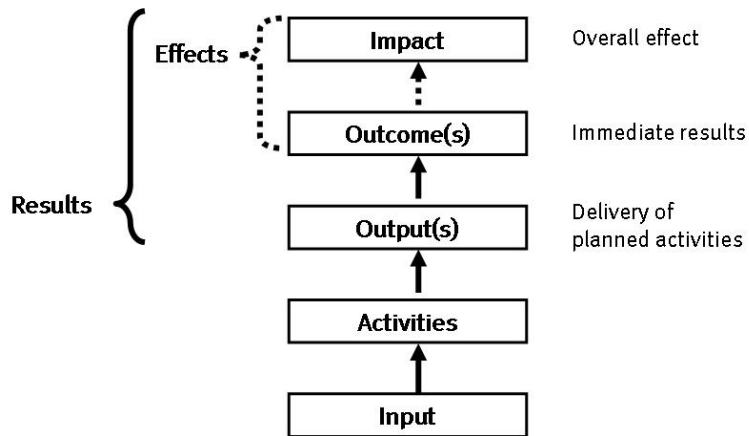 Impact
Overall effect
Effects
Outcome(s)
Immediate results
Results
Output(s)
Delivery of
planned activities
Activities
Input